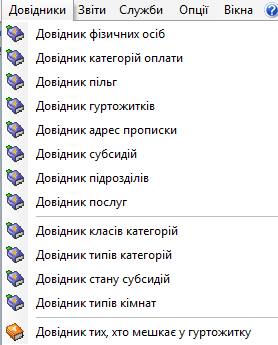 Довідники Звіти Служби Опції Вікна ?
Довідник фізичних осіб
Довідник категорій оплати
Довідник пільг
Довідник гуртожитків
Довідник адрес прописки
Довідник субсидій
Довідник підрозділів
Довідник послуг
Довідник класів категорій
Довідник типів категорій
Довідник стану субсидій
Довідник типів кімнат
Довідник тих, хто мешкає у гуртожитку